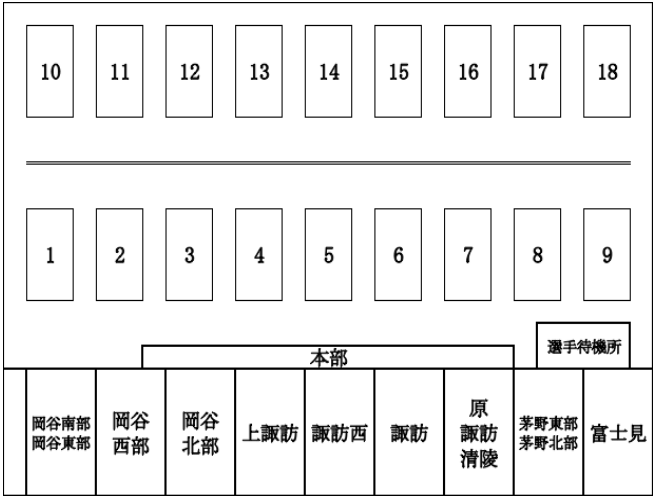 10 11 12 13 14 15 16 17 18
1 2 3 4 5 6 7 8 9
選手待機所
本部
岡谷南部
岡谷東部
岡谷
西部
岡谷
北部
上諏訪
諏訪西
諏訪
原
諏訪
清陵
茅野東部
茅野北部
富士見